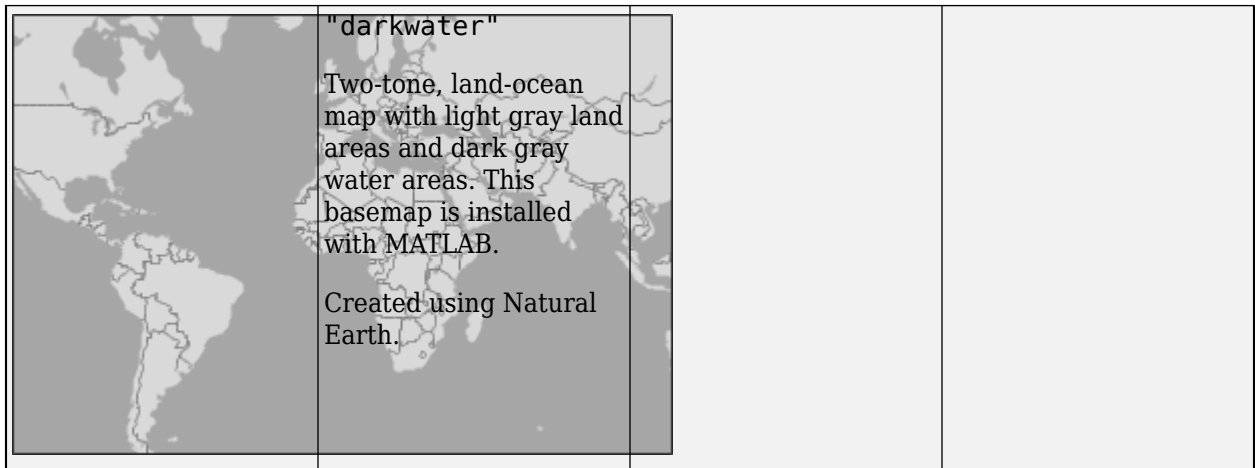 "darkwater"
Two-tone, land-ocean
map with light gray land
areas and dark gray
water areas. This
basemap is installed
with MATLAB.
Created using Natural
Earth.